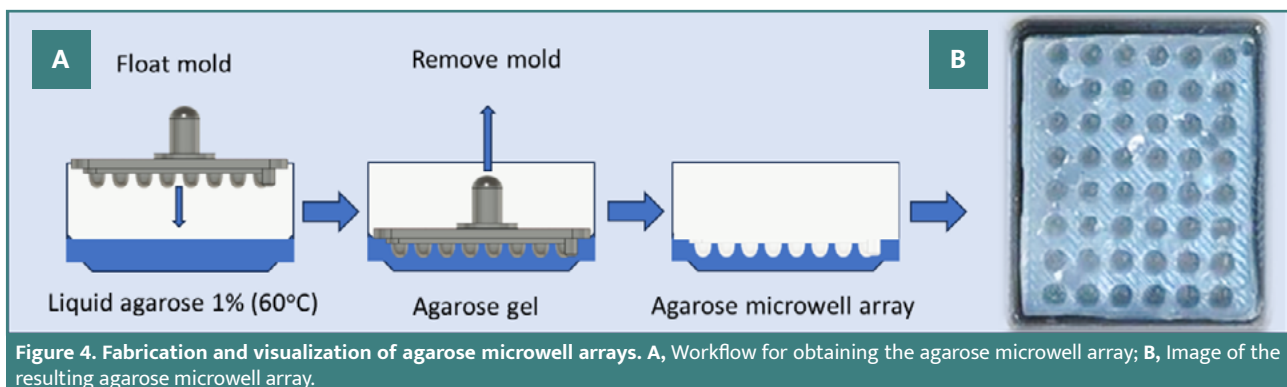 A
Float mold
Remove mold
B
Liquid agarose 1% (60°C)
Agarose gel
Agarose microwell array
Figure 4. Fabrication and visualization of agarose microwell arrays. A, Workflow for obtaining the agarose microwell array; B, Image of the
resulting agarose microwell array.